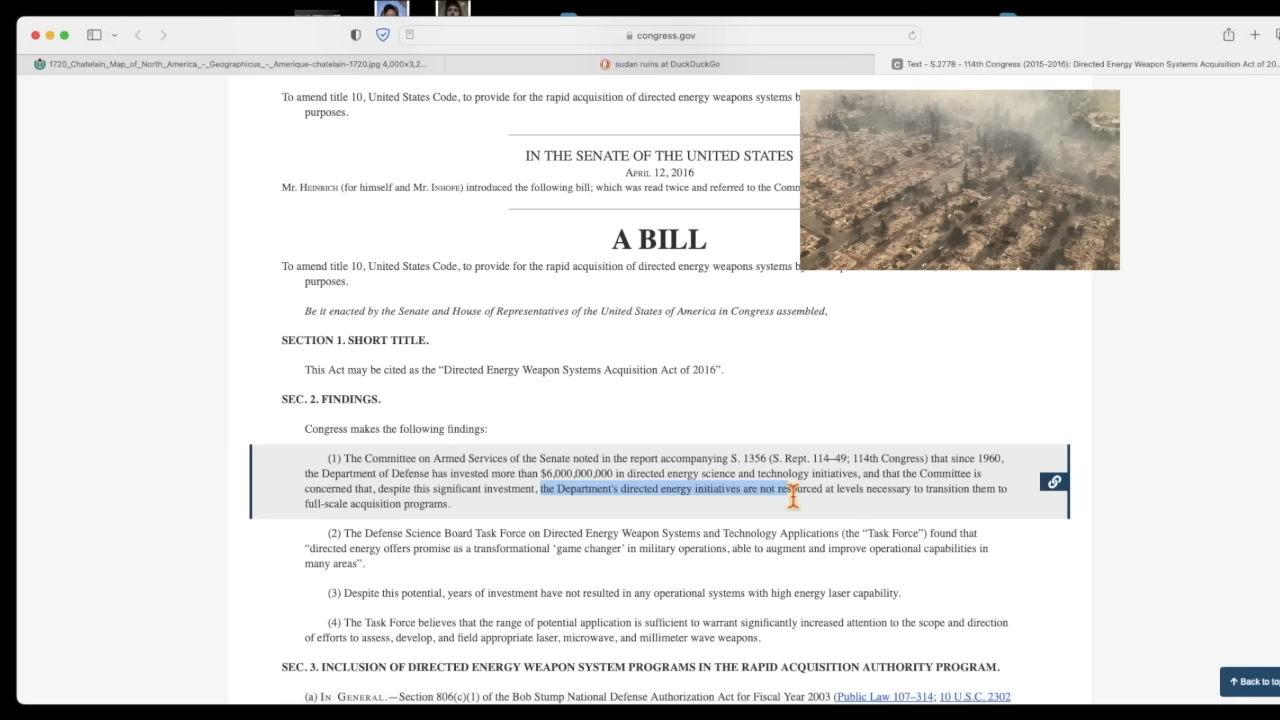 congress.gov
1720_Chatelain_Map_of_North_America_-_Geographicus_-_Amerique-chatelain-1720.jpg 4,000×3,2...
sudan ruins at DuckDuckGo
C Text - S.2778 - 114th Congress (2015-2016): Directed Energy Weapon Systems Acquisition Act of 20...
To amend title 10, United States Code, to provide for the rapid acquisition of directed energy weapons systems b
purposes.
IN THE SENATE OF THE UNITED STATES
April 12, 2016
Mr. Heinrich (for himself and Mr. Inhofe) introduced the following bill; which was read twice and referred to the Com
A BILL
To amend title 10, United States Code, to provide for the rapid acquisition of directed energy weapons systems
purposes.
Be it enacted by the Senate and House of Representatives of the United States of America in Congress assembled,
SECTION 1. SHORT TITLE.
This Act may be cited as the “Directed Energy Weapon Systems Acquisition Act of 2016”.
SEC. 2. FINDINGS.
Congress makes the following findings:
(1) The Committee on Armed Services of the Senate noted in the report accompanying S. 1356 (S. Rept. 114–49; 114th Congress) that since 1960,
the Department of Defense has invested more than $6,000,000,000 in directed energy science and technology initiatives, and that the Committee is
concerned that, despite this significant investment, the Department's directed energy initiatives are not resourced at levels necessary to transition them to
full-scale acquisition programs.
(2) The Defense Science Board Task Force on Directed Energy Weapon Systems and Technology Applications (the “Task Force”) found that
“directed energy offers promise as a transformational ‘game changer’ in military operations, able to augment and improve operational capabilities in
many areas”.
(3) Despite this potential, years of investment have not resulted in any operational systems with high energy laser capability.
(4) The Task Force believes that the range of potential application is sufficient to warrant significantly increased attention to the scope and direction
of efforts to assess, develop, and field appropriate laser, microwave, and millimeter wave weapons.
SEC. 3. INCLUSION OF DIRECTED ENERGY WEAPON SYSTEM PROGRAMS IN THE RAPID ACQUISITION AUTHORITY PROGRAM.
(a) In General.—Section 806(c)(1) of the Bob Stump National Defense Authorization Act for Fiscal Year 2003 (Public Law 107–314; 10 U.S.C. 2302
Back to top